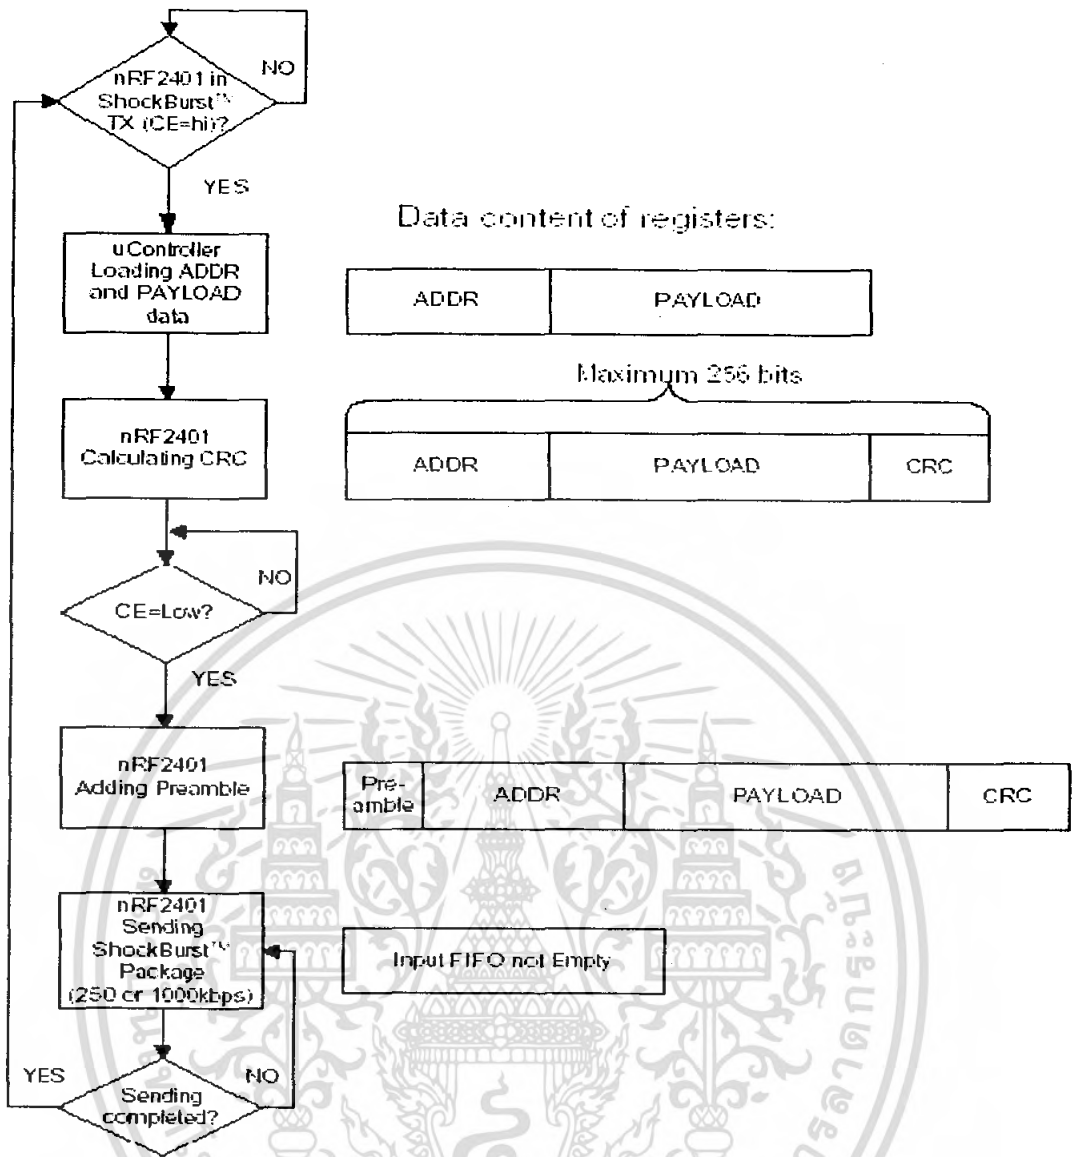 nRF2401 in
ShockBurst™
TX (CE=hi)?
NO
YES
uController
Loading ADDR
and PAYLOAD
data
Data content of registers:
ADDR PAYLOAD
nRF2401
Calculating CRC
Maximum 256 bits
ADDR PAYLOAD CRC
CE=Low?
NO
YES
nRF2401
Adding Preamble
Pre-
amble
ADDR PAYLOAD CRC
nRF2401
Sending
ShockBurst™
Package
(250 or 1000kbps)
Input FIFO not Empty
YES
NO
Sending
completed?